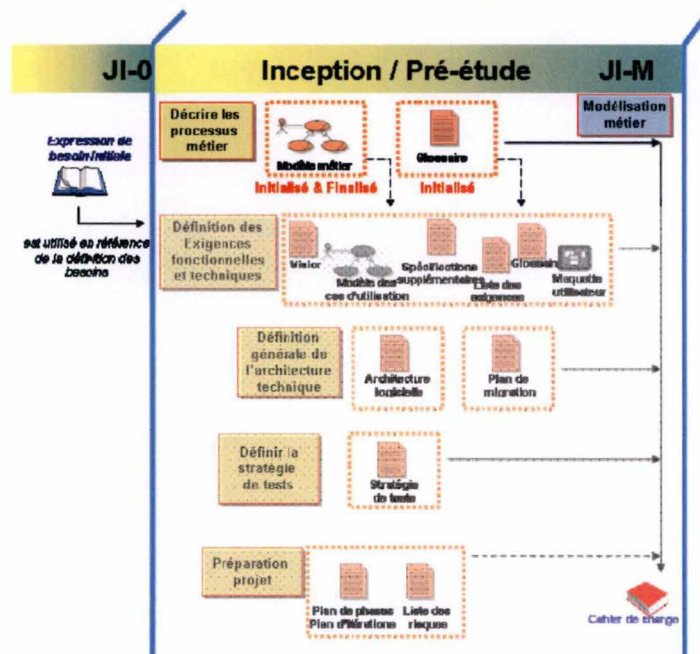 JI-0
Inception / Pré-étude
JI-M
Décrire les
processus
métier
Modèle métier
Initialisé & Finalisé
Glossaire
Initialisé
Modélisation
métier
Expression de
besoin initiale
est utilisé en référence
de la définition des
besoins
Définition des
Exigences
fonctionnelles
et techniques
Vision
Modèle des
cas d'utilisation
Spécifications
supplémentaires
Liste des
exigences
Glossaire
Maquette
utilisateur
Définition
générale de
l'architecture
technique
Architecture
logicielle
Plan de
migration
Définir la
stratégie
de tests
Stratégie
de tests
Préparation
projet
Plan de phases
Plan d'itérations
Liste des
risques
Cahier de charge